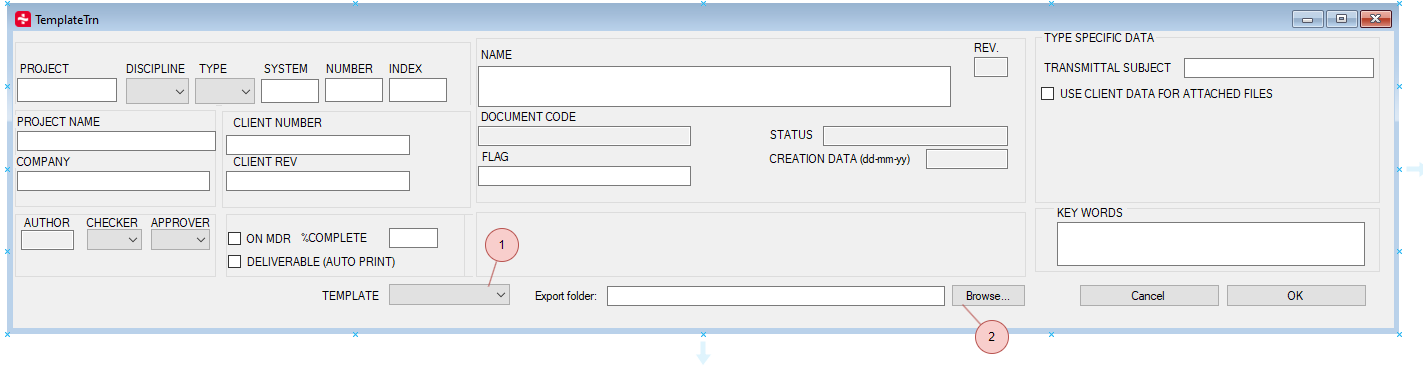 TemplateTrn
PROJECT DISCIPLINE TYPE SYSTEM NUMBER INDEX
PROJECT NAME
COMPANY
CLIENT NUMBER
CLIENT REV
NAME
REV.
DOCUMENT CODE
FLAG
STATUS
CREATION DATA (dd-mm-yy)
TYPE SPECIFIC DATA
TRANSMITTAL SUBJECT
USE CLIENT DATA FOR ATTACHED FILES
AUTHOR CHECKER APPROVER
ON MDR %COMPLETE
DELIVERABLE (AUTO PRINT)
KEY WORDS
1
TEMPLATE
Export folder:
Browse...
Cancel
OK
2